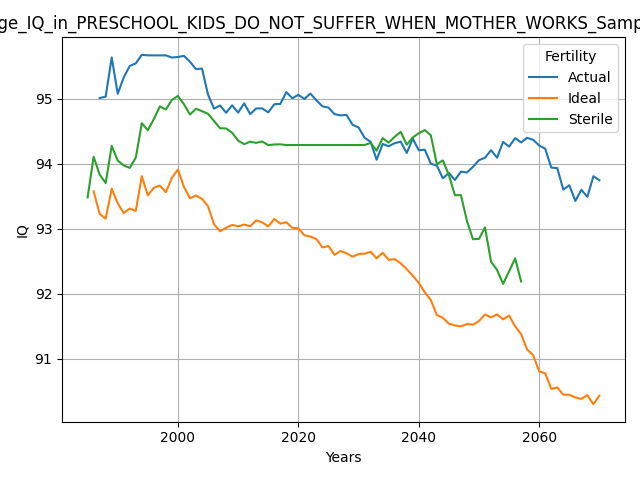 ge_IQ_in_PRESCHOOL_KIDS_DO_NOT_SUFFER_WHEN_MOTHER_WORKS_Samp
Fertility
Actual
Ideal
Sterile
95
94
93
92
91
IQ
2000 2020 2040 2060
Years